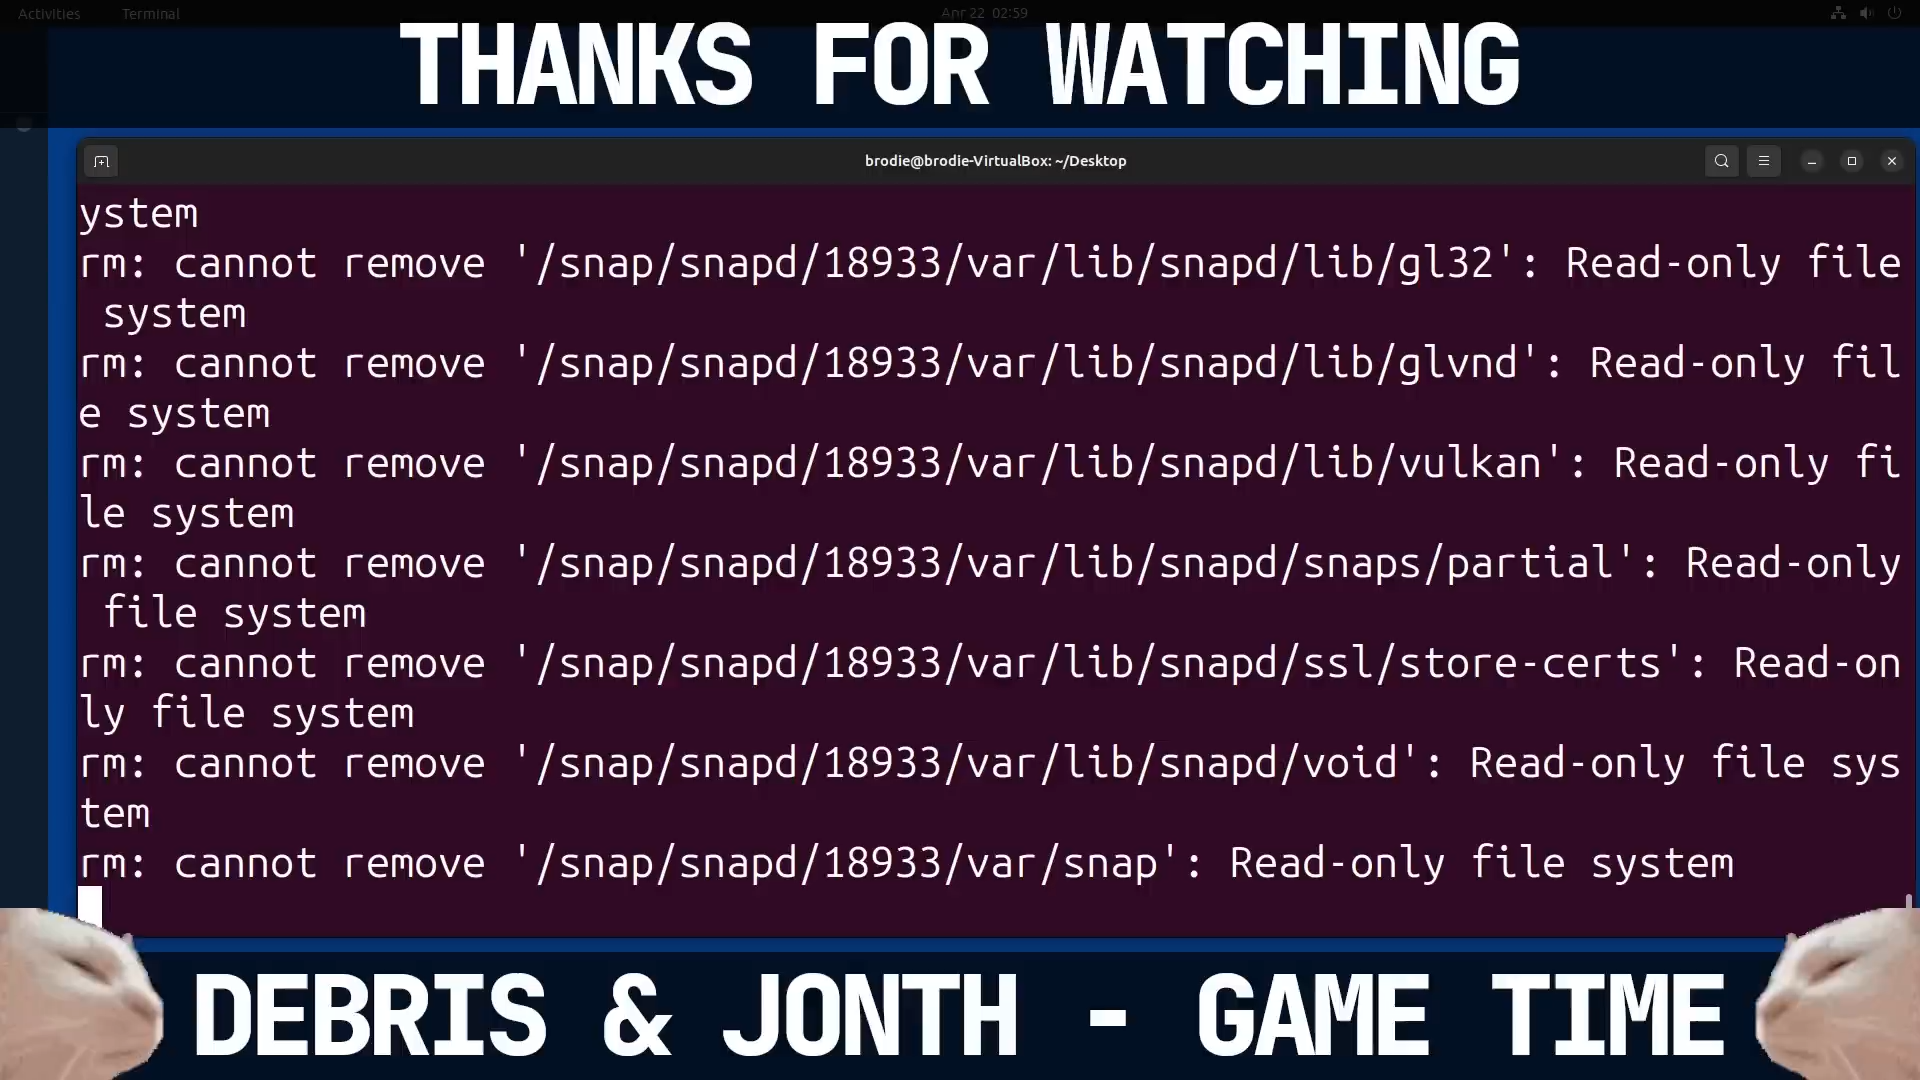 Activities Terminal Apr 22 02:59
THANKS FOR WATCHING
brodie@brodie-VirtualBox: ~/Desktop
ystem
rm: cannot remove '/snap/snapd/18933/var/lib/snapd/lib/gl32': Read-only file
 system
rm: cannot remove '/snap/snapd/18933/var/lib/snapd/lib/glvnd': Read-only fil
e system
rm: cannot remove '/snap/snapd/18933/var/lib/snapd/lib/vulkan': Read-only fi
le system
rm: cannot remove '/snap/snapd/18933/var/lib/snapd/snaps/partial': Read-only
 file system
rm: cannot remove '/snap/snapd/18933/var/lib/snapd/ssl/store-certs': Read-on
ly file system
rm: cannot remove '/snap/snapd/18933/var/lib/snapd/void': Read-only file sys
tem
rm: cannot remove '/snap/snapd/18933/var/snap': Read-only file system
DEBRIS & JONTH - GAME TIME